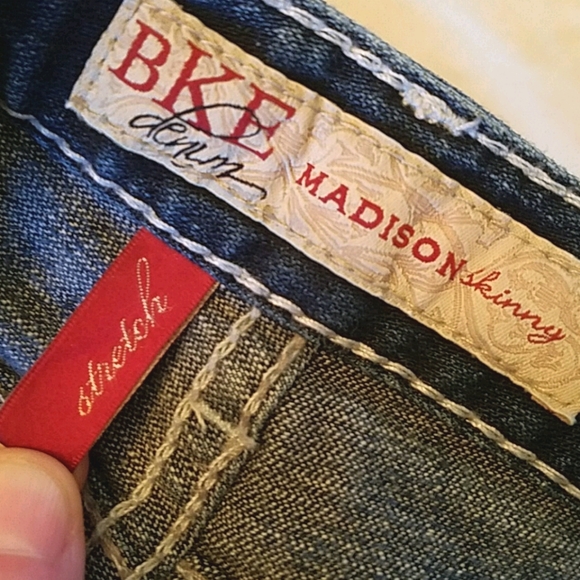 BKE
denim
MADISON skinny
stretch